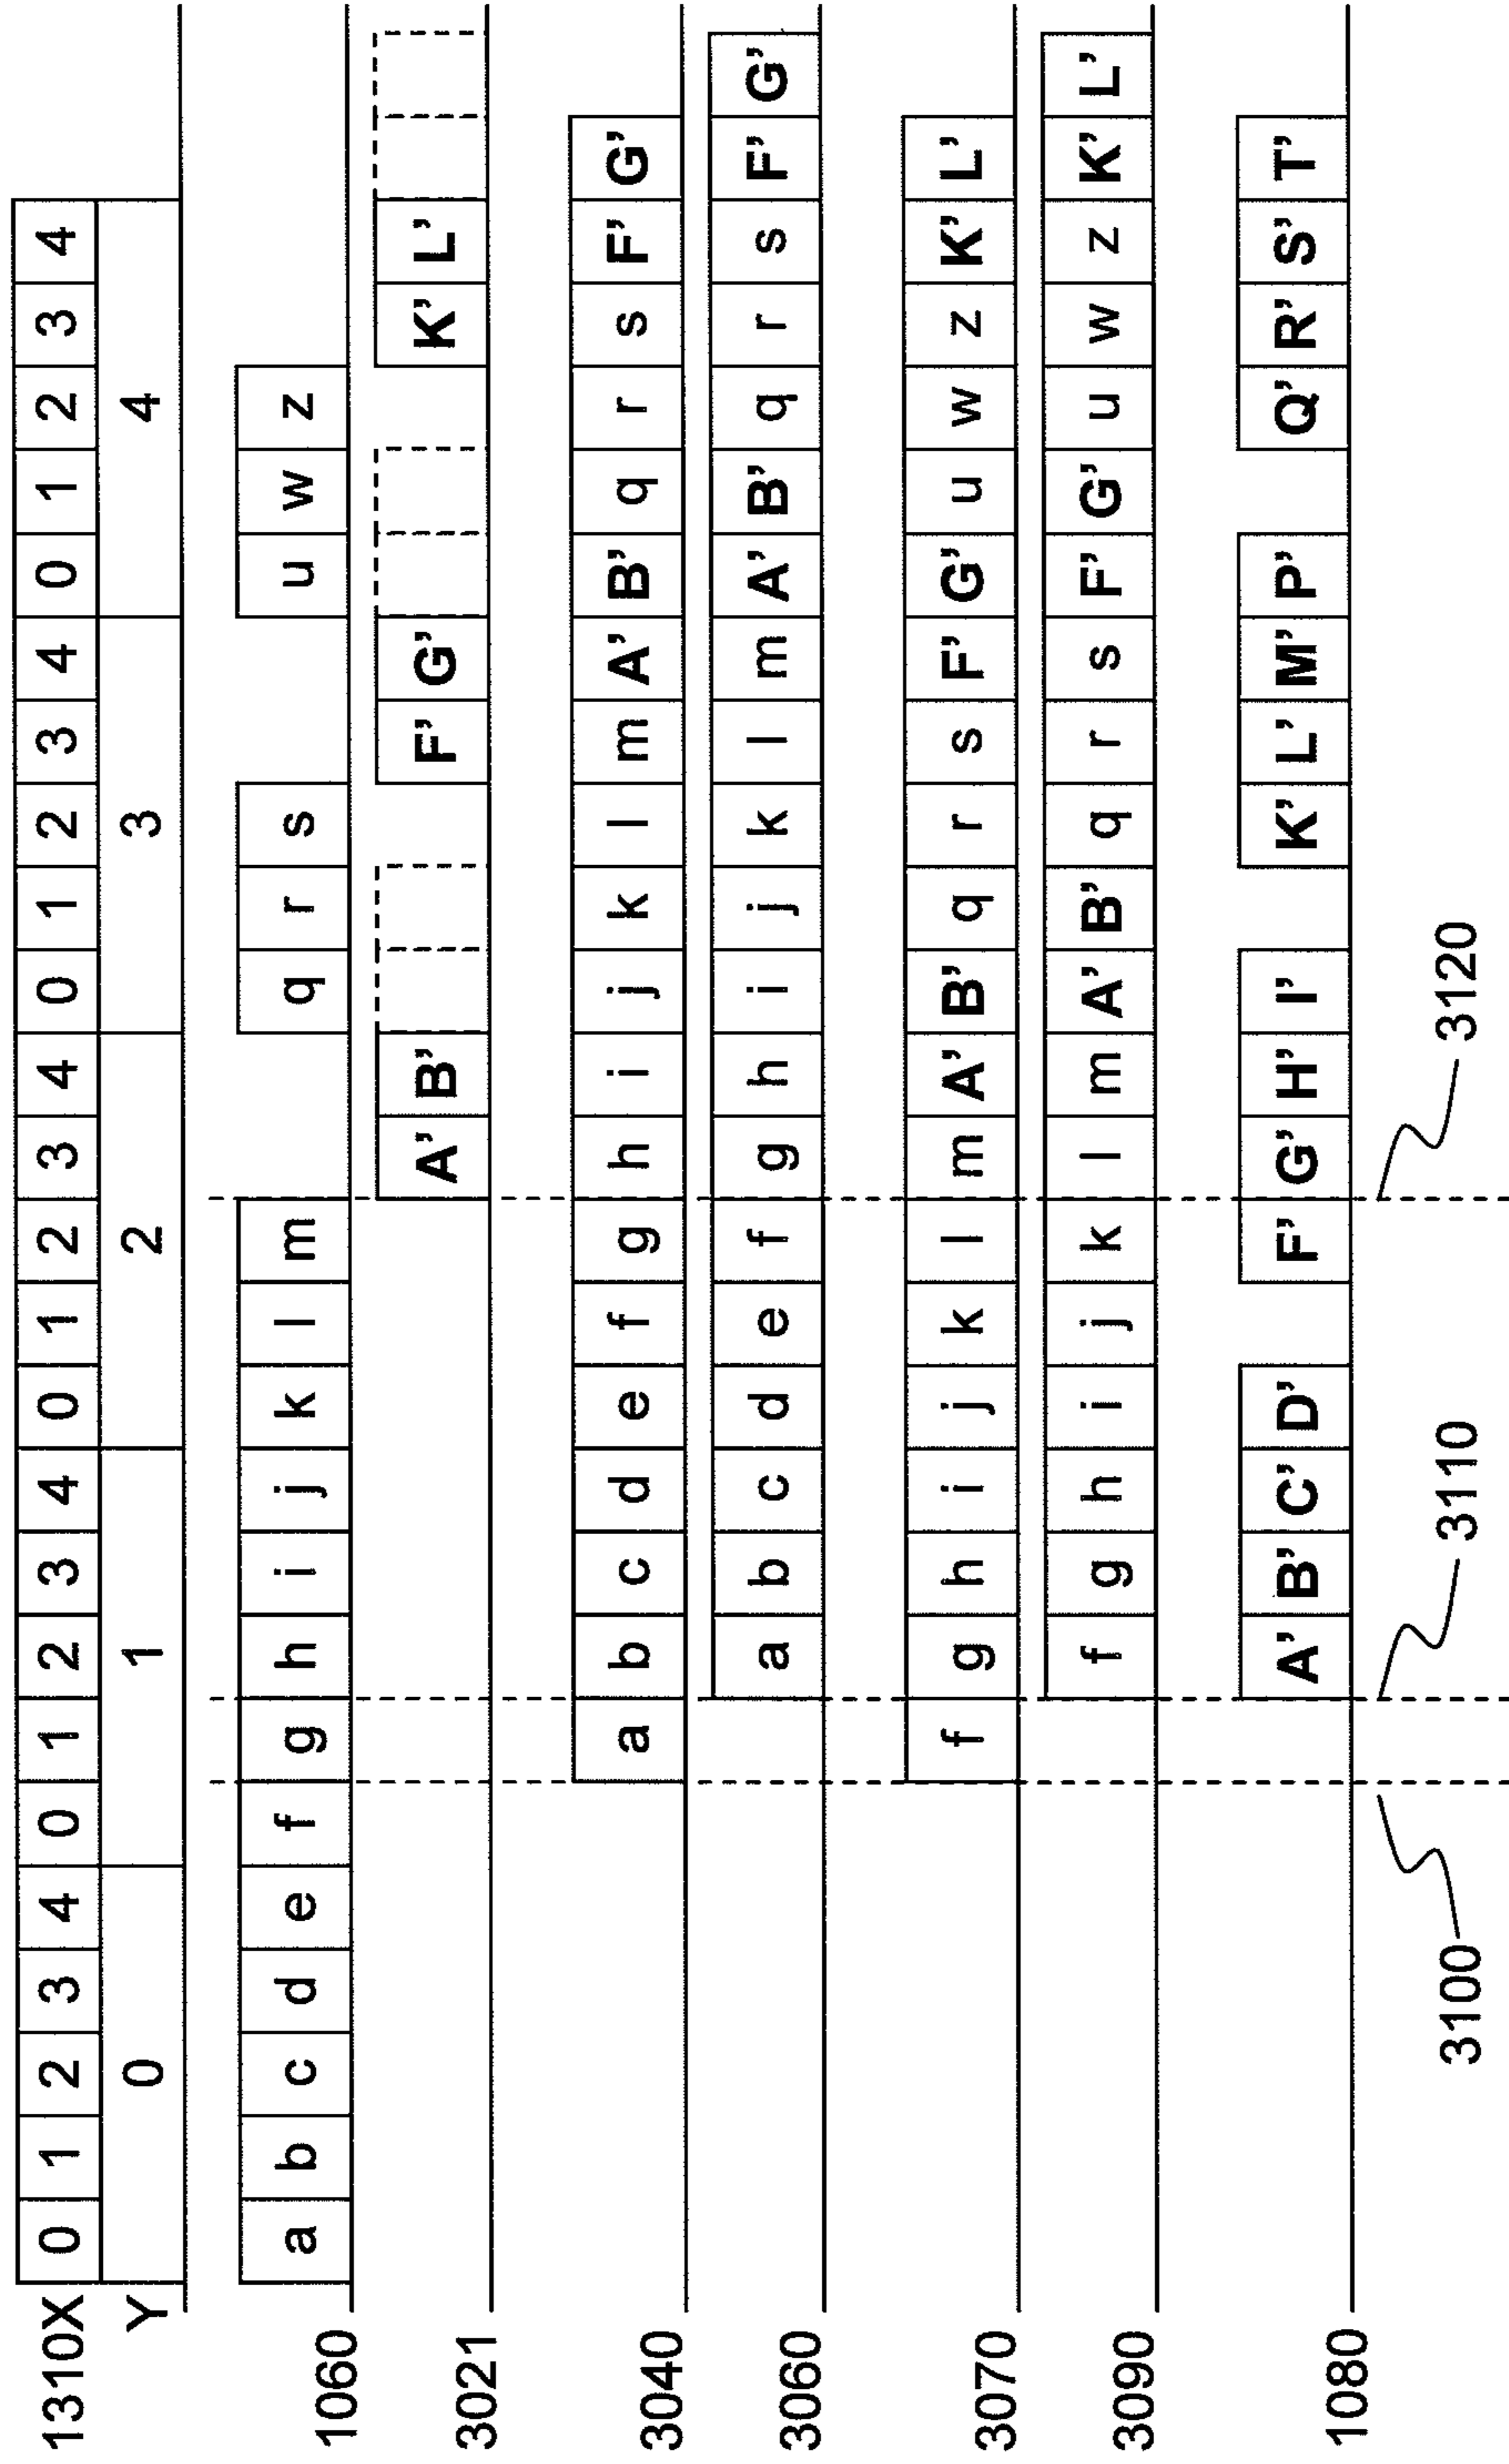 1310X 0 1 2 3 4 0 1 2 3 4 0 1 2 3 4 0 1 2 3 4 0 1 2 3 4
Y 0 1 2 3 4
1060 a b c d e f g h i j k l m q r s u w z
3021 A' B' F' G' K' L'
3040 a b c d e f g h i j k l m A' B' q r s F' G'
3060 a b c d e f g h i j k l m A' B' q r s F' G'
3070 f g h i j k l m A' B' q r s F' G' u w z K' L'
3090 f g h i j k l m A' B' q r s F' G' u w z K' L'
1080 A' B' C' D' F' G' H' I' K' L' M' P' Q' R' S' T'
3100 3110 3120